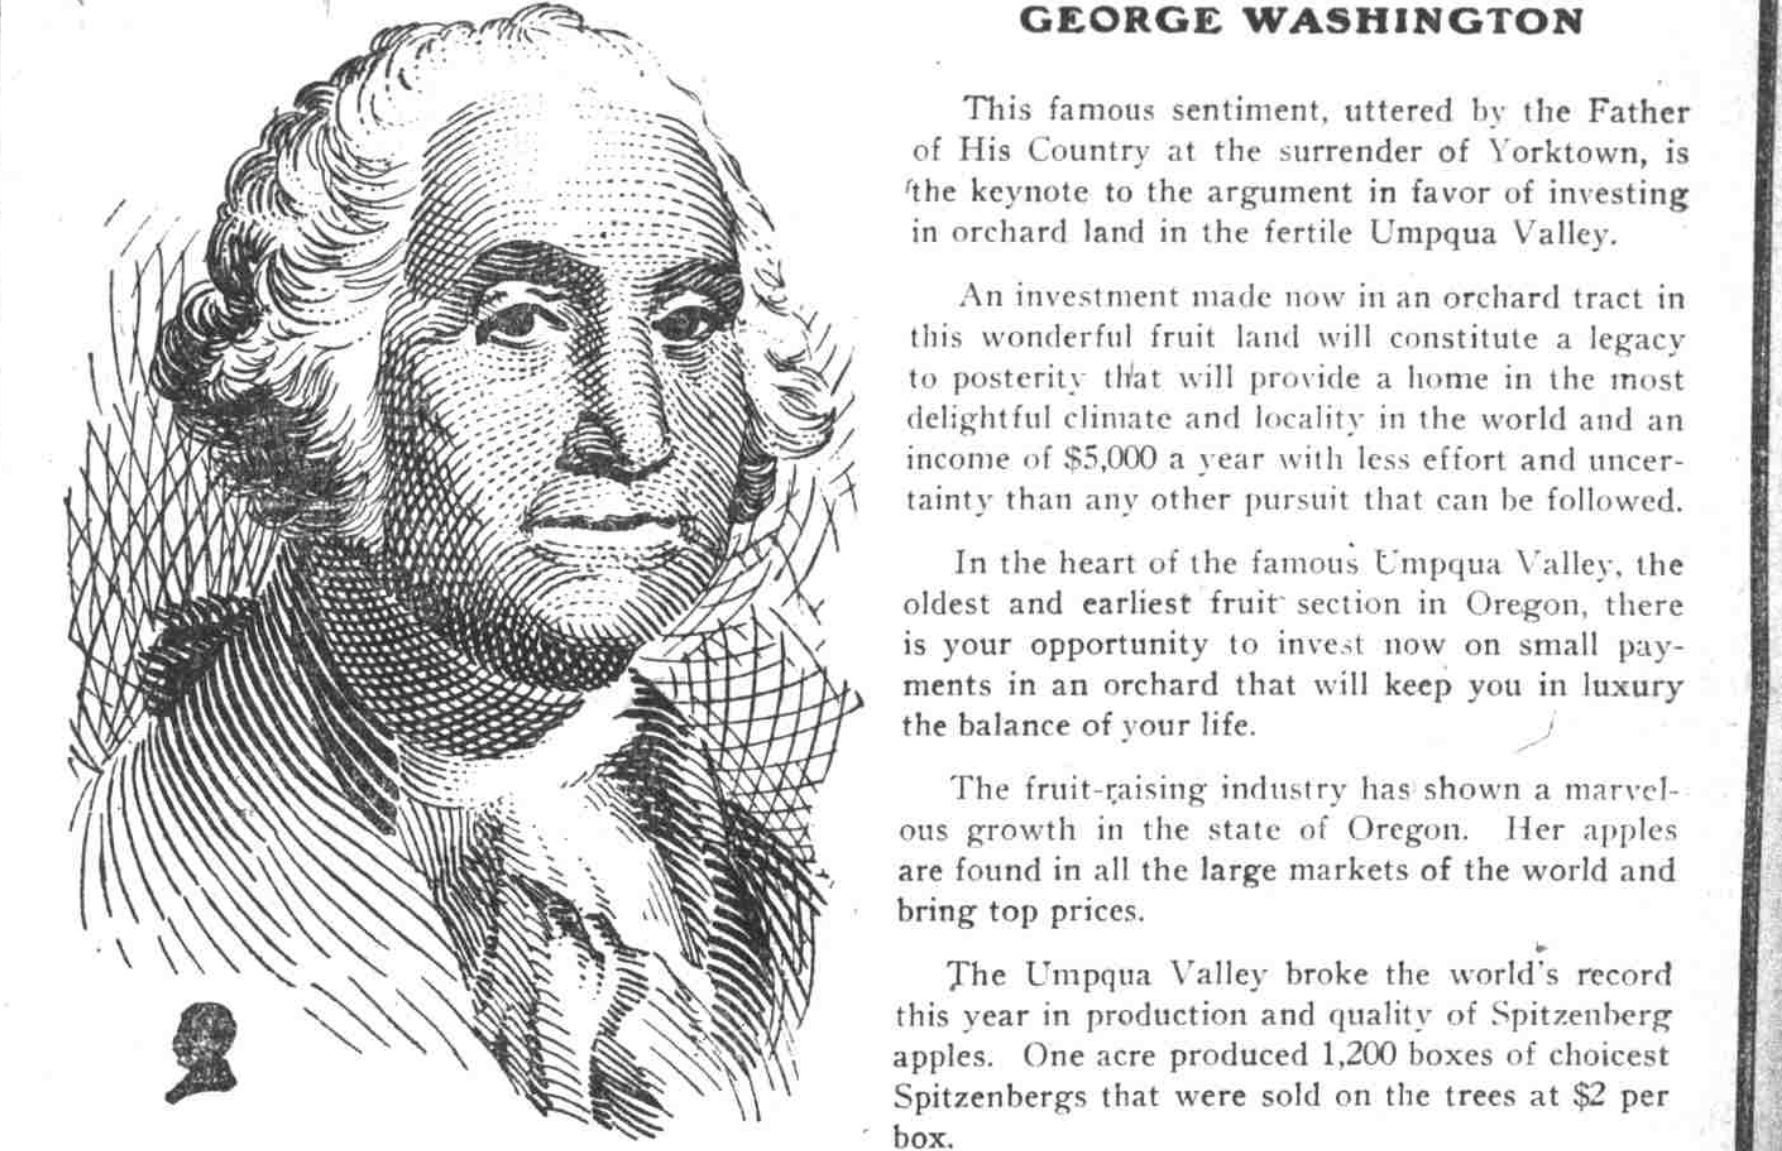 GEORGE WASHINGTON
This famous sentiment, uttered by the Father
of His Country at the surrender of Yorktown, is
the keynote to the argument in favor of investing
in orchard land in the fertile Umpqua Valley.
An investment made now in an orchard tract in
this wonderful fruit land will constitute a legacy
to posterity that will provide a home in the most
delightful climate and locality in the world and an
income of $5,000 a year with less effort and uncer-
tainty than any other pursuit that can be followed.
In the heart of the famous Umpqua Valley, the
oldest and earliest fruit section in Oregon, there
is your opportunity to invest now on small pay-
ments in an orchard that will keep you in luxury
the balance of your life.
The fruit-raising industry has shown a marvel-
ous growth in the state of Oregon. Her apples
are found in all the large markets of the world and
bring top prices.
The Umpqua Valley broke the world's record
this year in production and quality of Spitzenberg
apples. One acre produced 1,200 boxes of choicest
Spitzenbergs that were sold on the trees at $2 per
box.